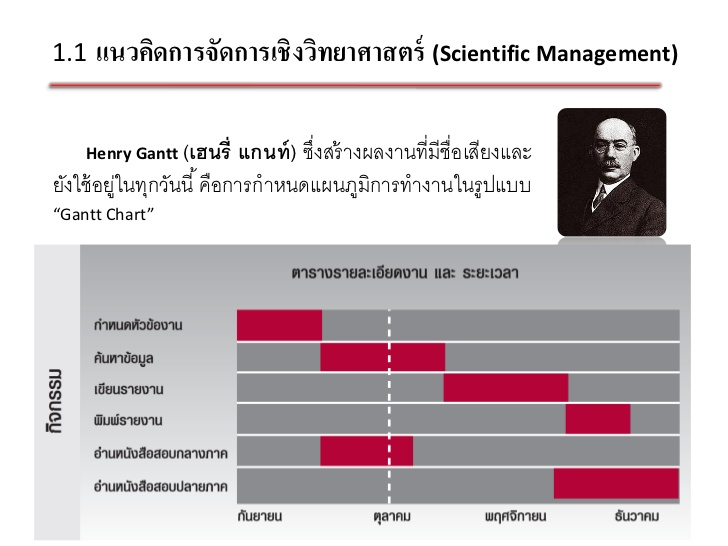 1.1 แนวคิดการจัดการเชิงวิทยาศาสตร์ (Scientific Management)
Henry Gantt (เฮนรี่ แกนท์) ซึ่งสร้างผลงานที่มีชื่อเสียงและ
ยังใช้อยู่ในทุกวันนี้ คือการกำหนดแผนภูมิการทำงานในรูปแบบ
“Gantt Chart”
ตารางรายละเอียดงาน และ ระยะเวลา
กิจกรรม
กำหนดหัวข้องาน
ค้นหาข้อมูล
เขียนรายงาน
พิมพ์รายงาน
อ่านหนังสือสอบกลางภาค
อ่านหนังสือสอบปลายภาค
กันยายน ตุลาคม พฤศจิกายน ธันวาคม